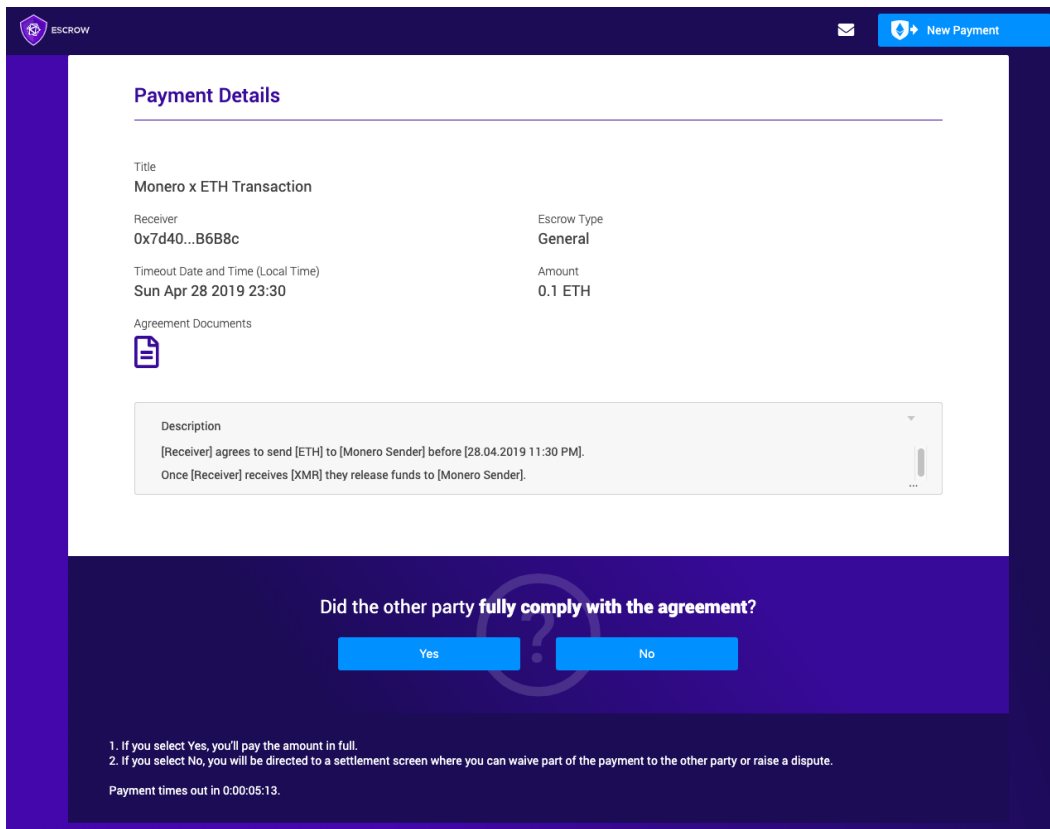 ESCROW
New Payment
Payment Details
Title
Monero x ETH Transaction
Receiver
Escrow Type
0x7d40...B6B8c
General
Timeout Date and Time (Local Time)
Amount
Sun Apr 28 2019 23:30
0.1 ETH
Agreement Documents
Description
[Receiver] agrees to send [ETH] to [Monero Sender] before [28.04.2019 11:30 PM].
Once [Receiver] receives [XMR] they release funds to [Monero Sender].
...
Did the other party fully comply with the agreement?
Yes
No
1. If you select Yes, you'll pay the amount in full.
2. If you select No, you will be directed to a settlement screen where you can waive part of the payment to the other party or raise a dispute.
Payment times out in 0:00:05:13.